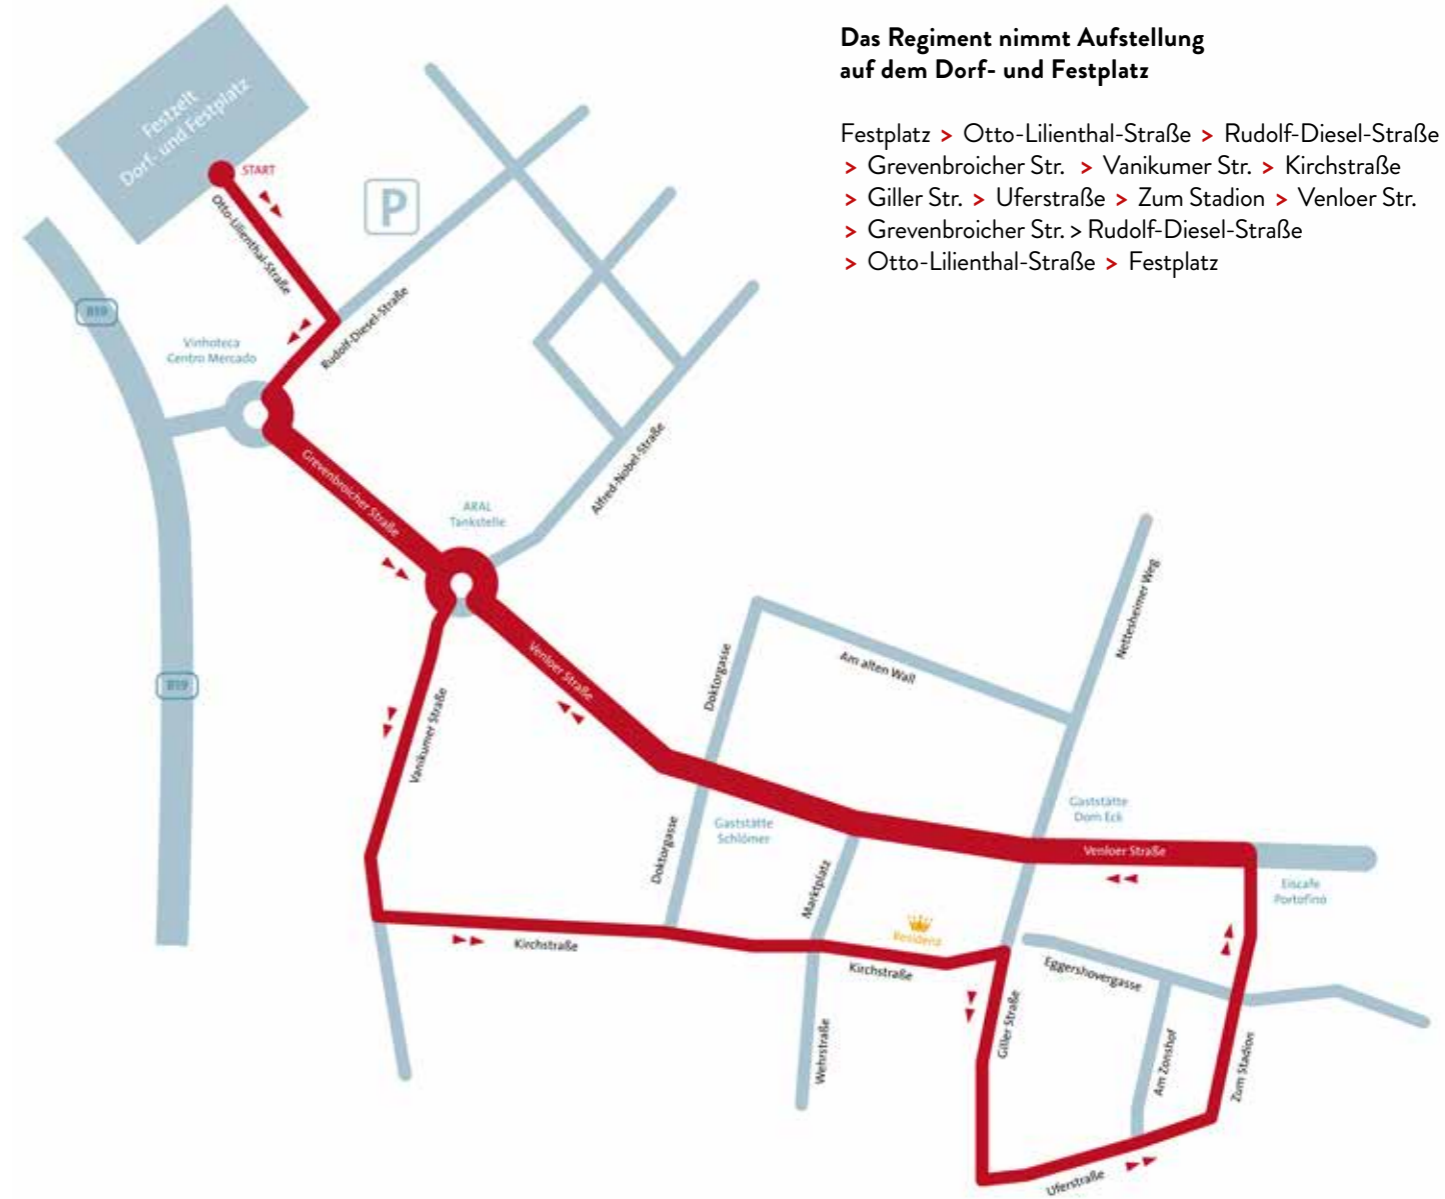 Das Regiment nimmt Aufstellung
auf dem Dorf- und Festplatz
Festplatz > Otto-Lilienthal-Straße > Rudolf-Diesel-Straße
> Grevenbroicher Str. > Vanikumer Str. > Kirchstraße
> Giller Str. > Uferstraße > Zum Stadion > Venloer Str.
> Grevenbroicher Str. > Rudolf-Diesel-Straße
> Otto-Lilienthal-Straße > Festplatz
Festzelt
Dorf- und Festplatz
START
P
Otto-Lilienthal-Straße
B59
Rudolf-Diesel-Straße
Vinhoteca
Centro Mercado
Grevenbroicher Straße
Alfred-Nobel-Straße
ARAL
Tankstelle
Nettesheimer Weg
Venloer Straße
Doktorgasse
Am alten Wall
B59
Vanikumer Straße
Gaststätte
Dom Eck
Gaststätte
Schlömer
Doktorgasse
Venloer Straße
Marktplatz
Eiscafe
Portofino
Residenz
Kirchstraße
Kirchstraße
Eggershovergasse
Giller Straße
Wehrstraße
Am Zonshof
Zum Stadion
Uferstraße